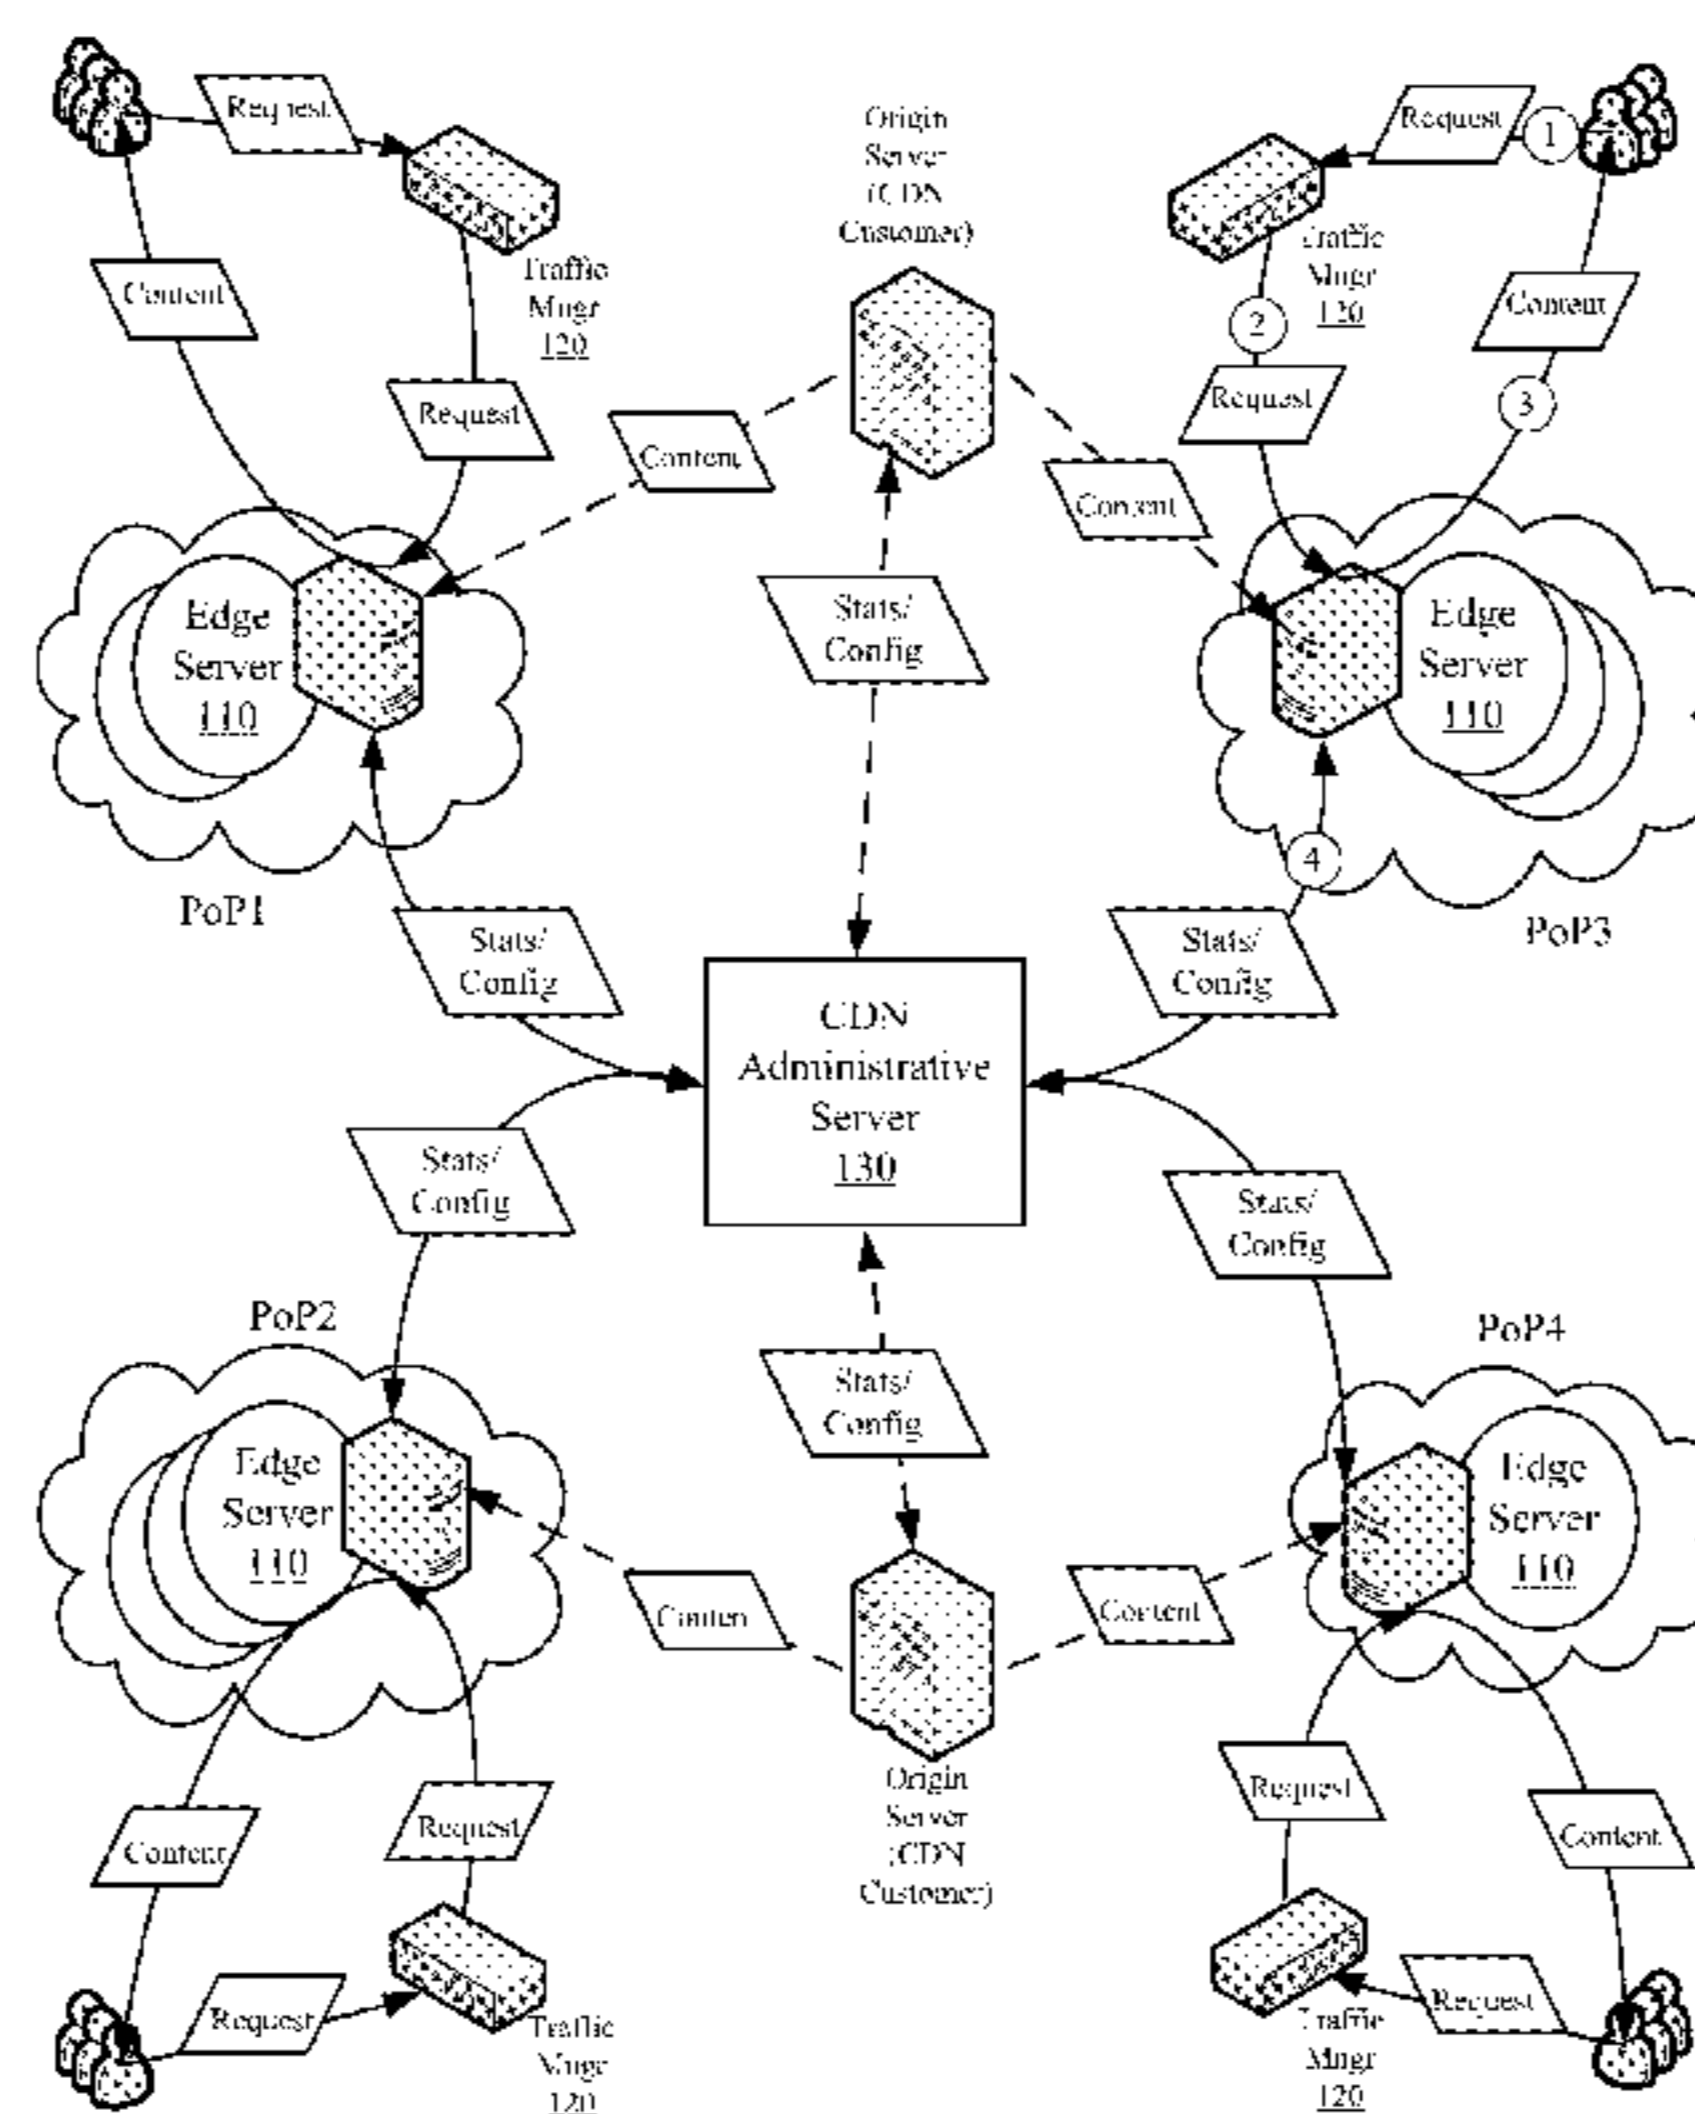 Request
Origin
Server
(CDN
Customer)
Request
1
Traffic
Mngr
120
Traffic
Mngr
120
Content
Content
2
Request
Request
3
Content
Content
Stats/
Config
Edge
Server
110
Edge
Server
110
4
PoP1
PoP3
Stats/
Config
Stats/
Config
CDN
Administrative
Server
130
Stats/
Config
Stats/
Config
PoP2
PoP4
Stats/
Config
Edge
Server
110
Edge
Server
110
Conten
Content
Request
Origin
Server
(CDN
Customer)
Request
Content
Content
Request
Request
Traffic
Mngr
120
Traffic
Mngr
120